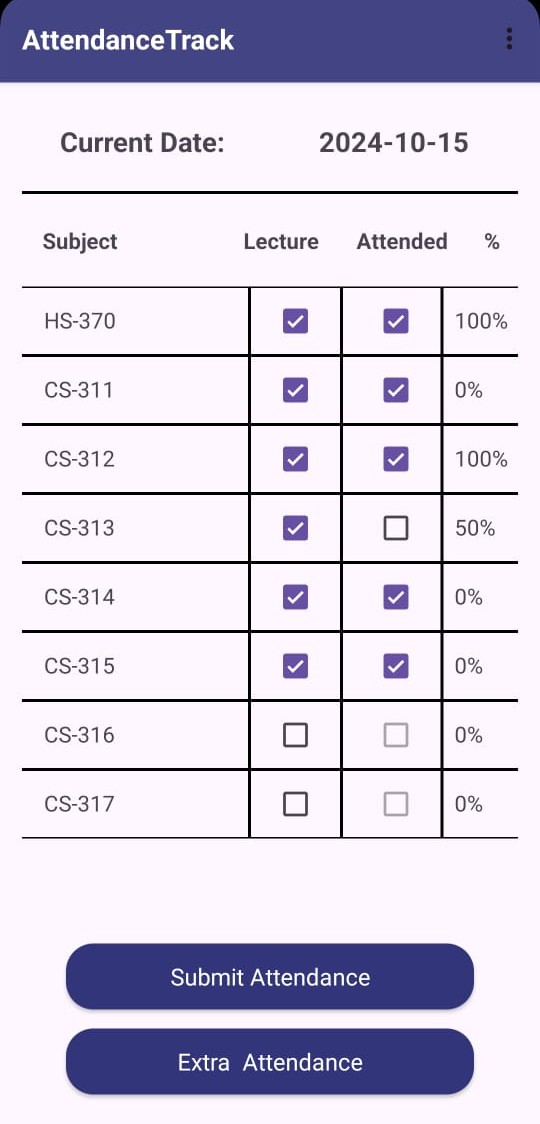 AttendanceTrack
Current Date: 2024-10-15
Subject Lecture Attended %
HS-370 100%
CS-311 0%
CS-312 100%
CS-313 50%
CS-314 0%
CS-315 0%
CS-316 0%
CS-317 0%
Submit Attendance
Extra  Attendance